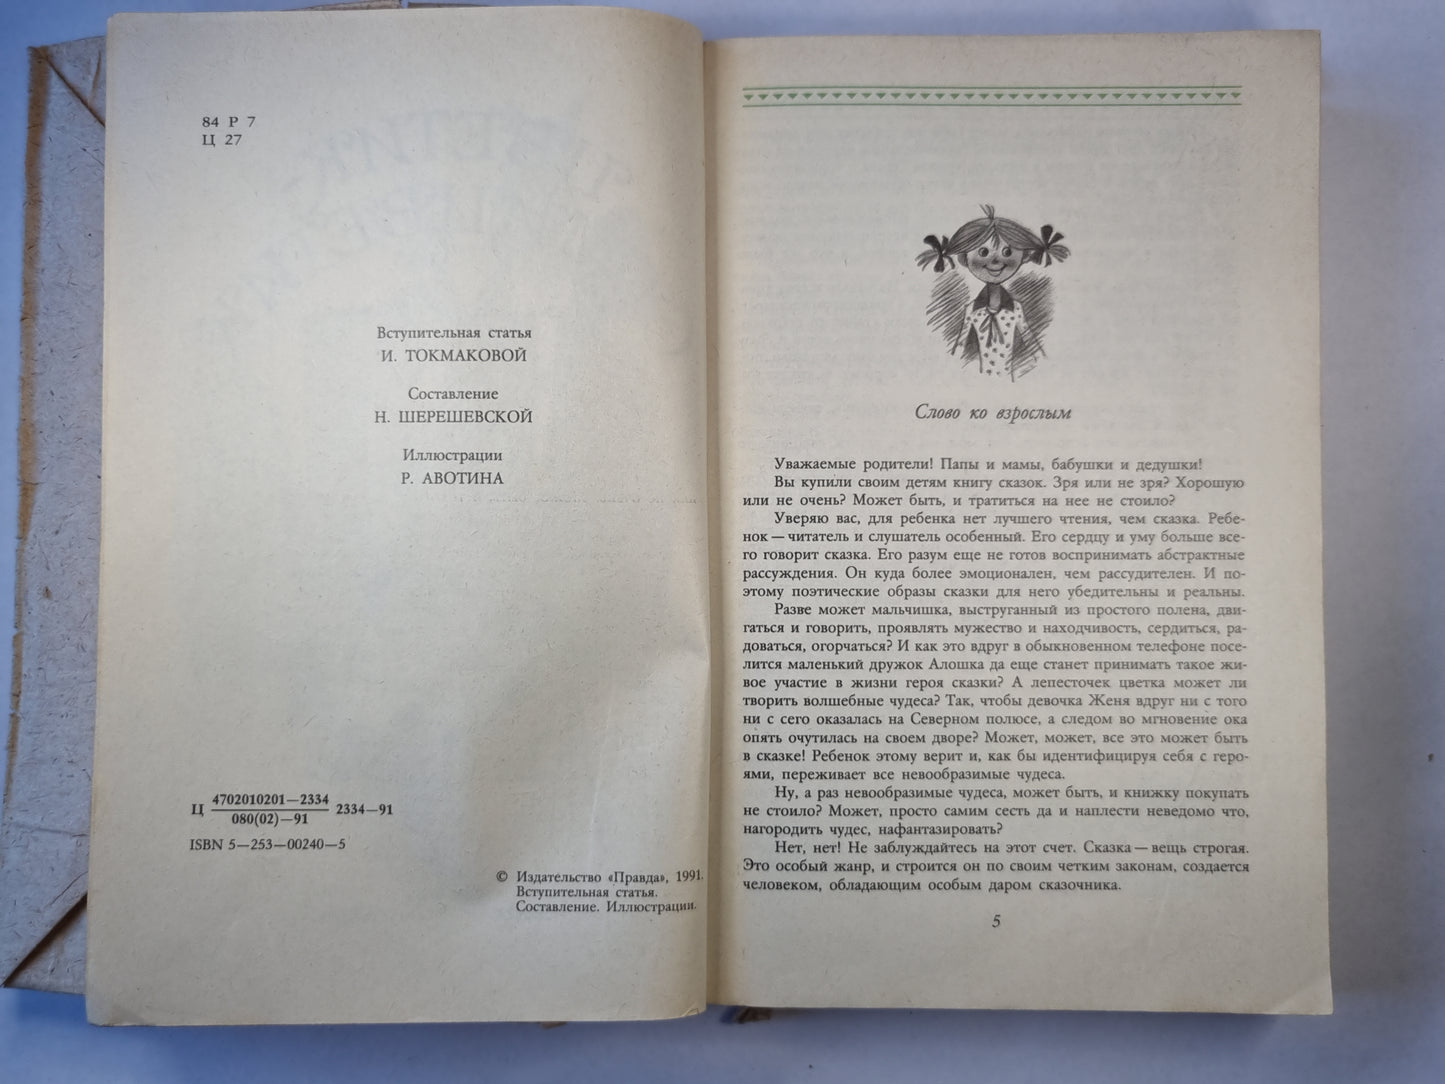 84 Р 7
Ц 27
Вступительная статья
И. ТОКМАКОВОЙ
Составление
Н. ШЕРЕШЕВСКОЙ
Иллюстрации
Р. АВОТИНА
Ц 4702010201—2334
080(02)—91
2334—91
ISBN 5—253—00240—5
© Издательство «Правда», 1991.
Вступительная статья.
Составление. Иллюстрации.
Слово ко взрослым
Уважаемые родители! Папы и мамы, бабушки и дедушки!
Вы купили своим детям книгу сказок. Зря или не зря? Хорошую
или не очень? Может быть, и тратиться на нее не стоило?
Уверяю вас, для ребенка нет лучшего чтения, чем сказка. Ребе-
нок — читатель и слушатель особенный. Его сердцу и уму больше все-
го говорит сказка. Его разум еще не готов воспринимать абстрактные
рассуждения. Он куда более эмоционален, чем рассудителен. И по-
этому поэтические образы сказки для него убедительны и реальны.
Разве может мальчишка, выструганный из простого полена, дви-
гаться и говорить, проявлять мужество и находчивость, сердиться, ра-
доваться, огорчаться? И как это вдруг в обыкновенном телефоне посе-
лится маленький дружок Алошка да еще станет принимать такое жи-
вое участие в жизни героя сказки? А лепесточек цветка может ли
творить волшебные чудеса? Так, чтобы девочка Женя вдруг ни с того
ни с сего оказалась на Северном полюсе, а следом во мгновение ока
опять очутилась на своем дворе? Может, может, все это может быть
в сказке! Ребенок этому верит и, как бы идентифицируя себя с геро-
ями, переживает все невообразимые чудеса.
Ну, а раз невообразимые чудеса, может быть, и книжку покупать
не стоило? Может, просто самим сесть да и наплести неведомо что,
нагородить чудес, нафантазировать?
Нет, нет! Не заблуждайтесь на этот счет. Сказка — вещь строгая.
Это особый жанр, и строится он по своим четким законам, создается
человеком, обладающим особым даром сказочника.
5